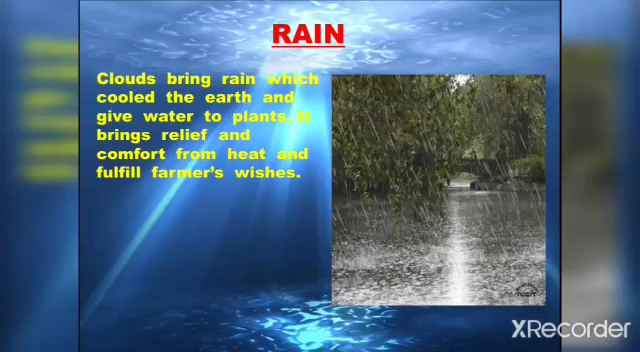 RAIN
Clouds bring rain which
cooled the earth and
give water to plants. It
brings relief and
comfort from heat and
fulfill farmer's wishes.
XRecorder